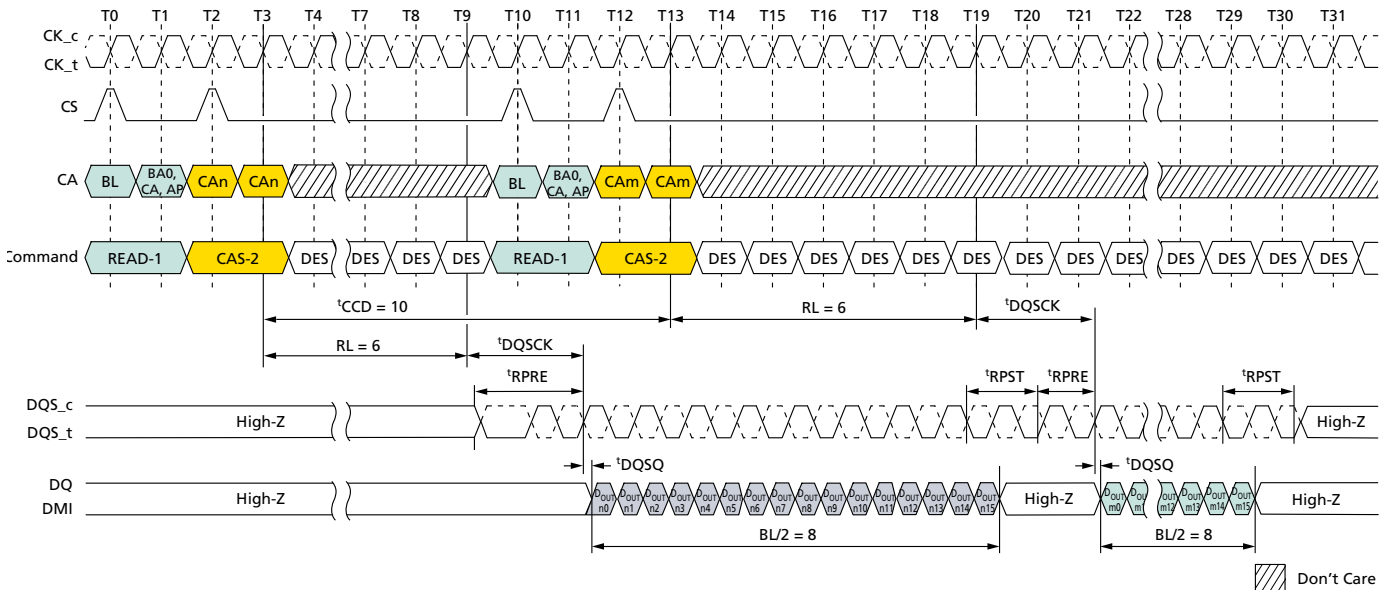 T0 T1 T2 T3 T4 T7 T8 T9 T10 T11 T12 T13 T14 T15 T16 T17 T18 T19 T20 T21 T22 T28 T29 T30 T31
CK_c
CK_t
CS
CA BL BA0, CA, AP CAn CAn BL BA0, CA, AP CAm CAm
Command READ-1 CAS-2 DES DES DES DES READ-1 CAS-2 DES DES DES DES DES DES DES DES DES DES DES DES DES
tCCD = 10 RL = 6 tDQSCK
RL = 6 tDQSCK
tRPRE tRPST tRPRE tRPST
DQS_c
DQS_t
High-Z High-Z
tDQSQ tDQSQ
DQ
DMI
High-Z DOUT n0 DOUT n1 DOUT n2 DOUT n3 DOUT n4 DOUT n5 DOUT n6 DOUT n7 DOUT n8 DOUT n9 DOUT n10 DOUT n11 DOUT n12 DOUT n13 DOUT n14 DOUT n15 High-Z DOUT m0 DOUT m12 DOUT m13 DOUT m14 DOUT m15 High-Z
BL/2 = 8 BL/2 = 8
Don't Care